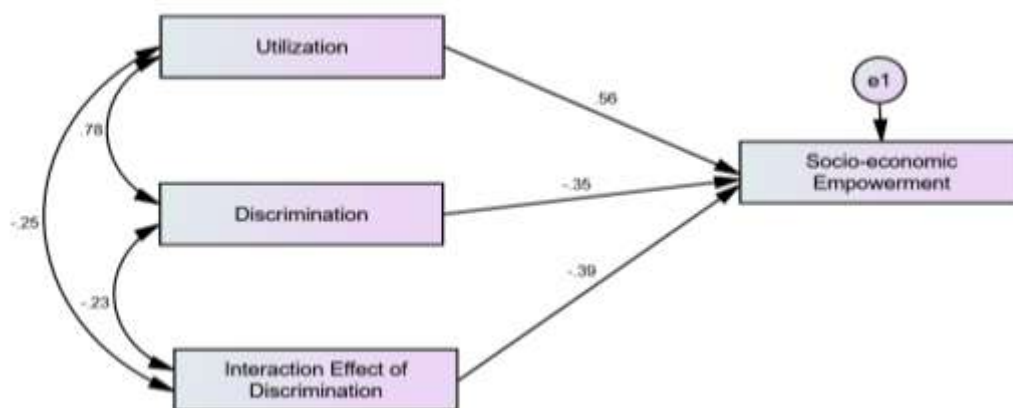 Utilization
e1
.56
.78
Socio-economic
Empowerment
-.35
Discrimination
-.25
-.39
-.23
Interaction Effect of
Discrimination